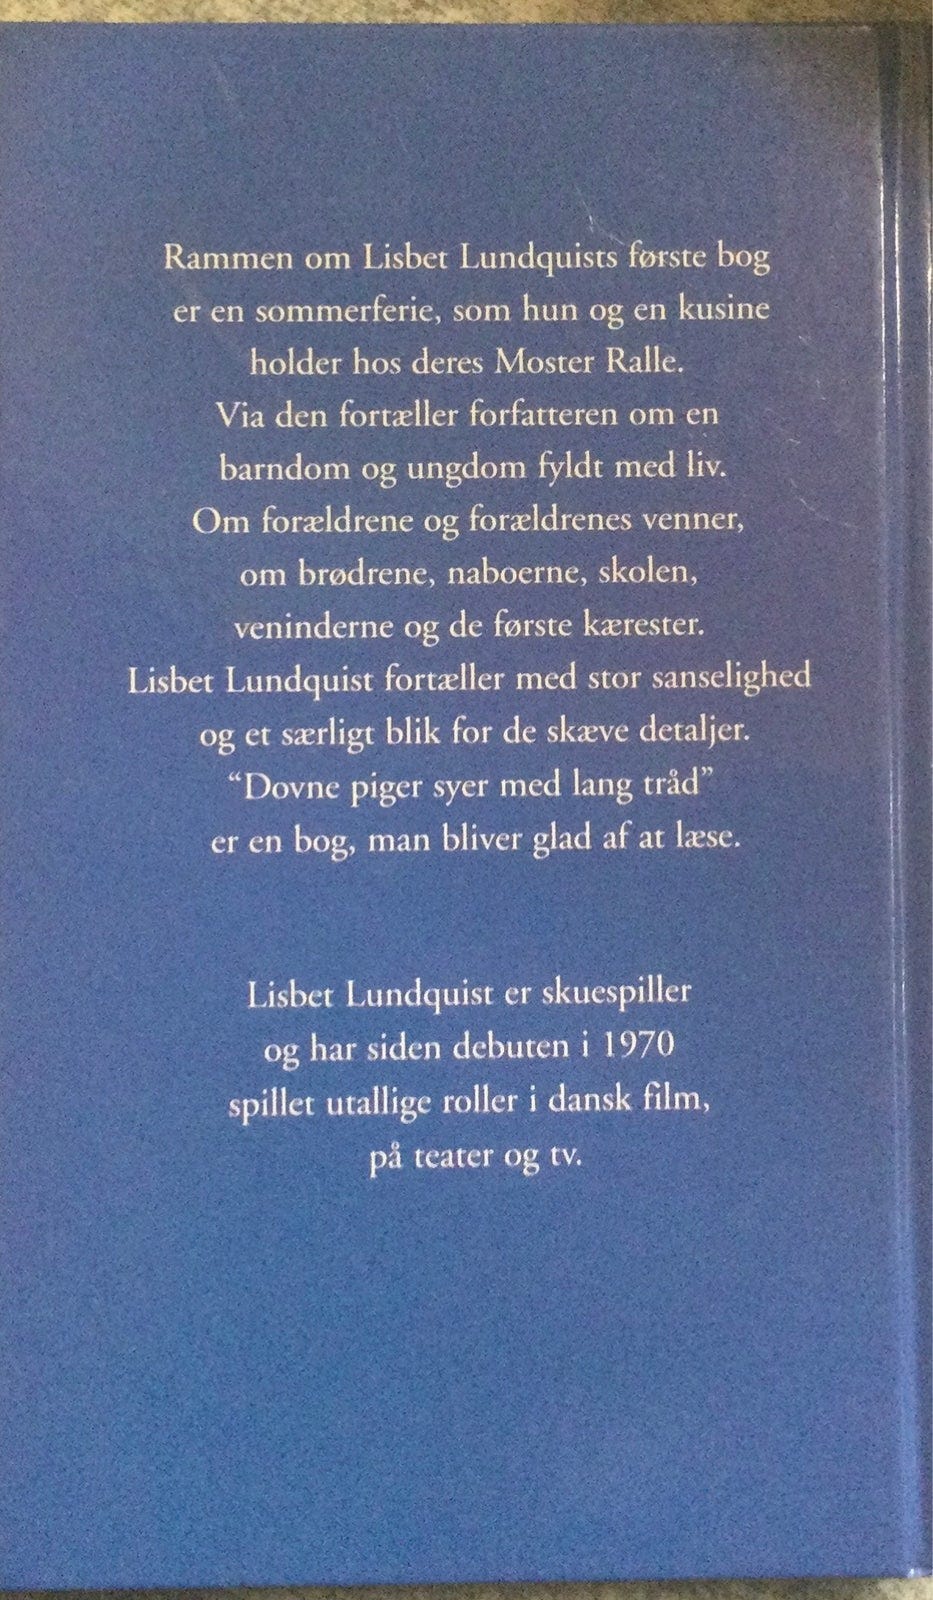 Rammen om Lisbet Lundquists første bog
er en sommerferie, som hun og en kusine
holder hos deres Moster Ralle.
Via den fortæller forfatteren om en
barndom og ungdom fyldt med liv.
Om forældrene og forældrenes venner,
om brødrene, naboerne, skolen,
veninderne og de første kærester.
Lisbet Lundquist fortæller med stor sanselighed
og et særligt blik for de skæve detaljer.
“Dovne piger syer med lang tråd”
er en bog, man bliver glad af at læse.
Lisbet Lundquist er skuespiller
og har siden debuten i 1970
spillet utallige roller i dansk film,
på teater og tv.